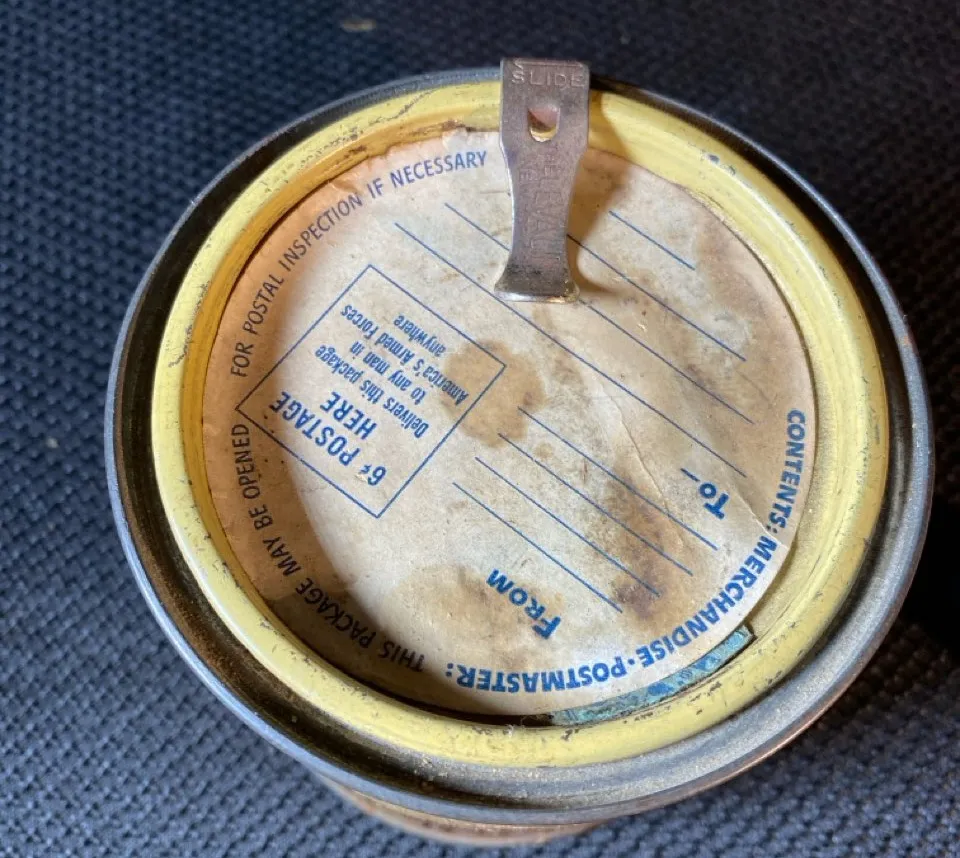 SLIDE
CONTENTS: MERCHANDISE • POSTMASTER:
THIS PACKAGE MAY BE OPENED FOR POSTAL INSPECTION IF NECESSARY
FROM
TO—
6¢ POSTAGE
HERE
Delivers this package
to any man in
America's Armed Forces
anywhere